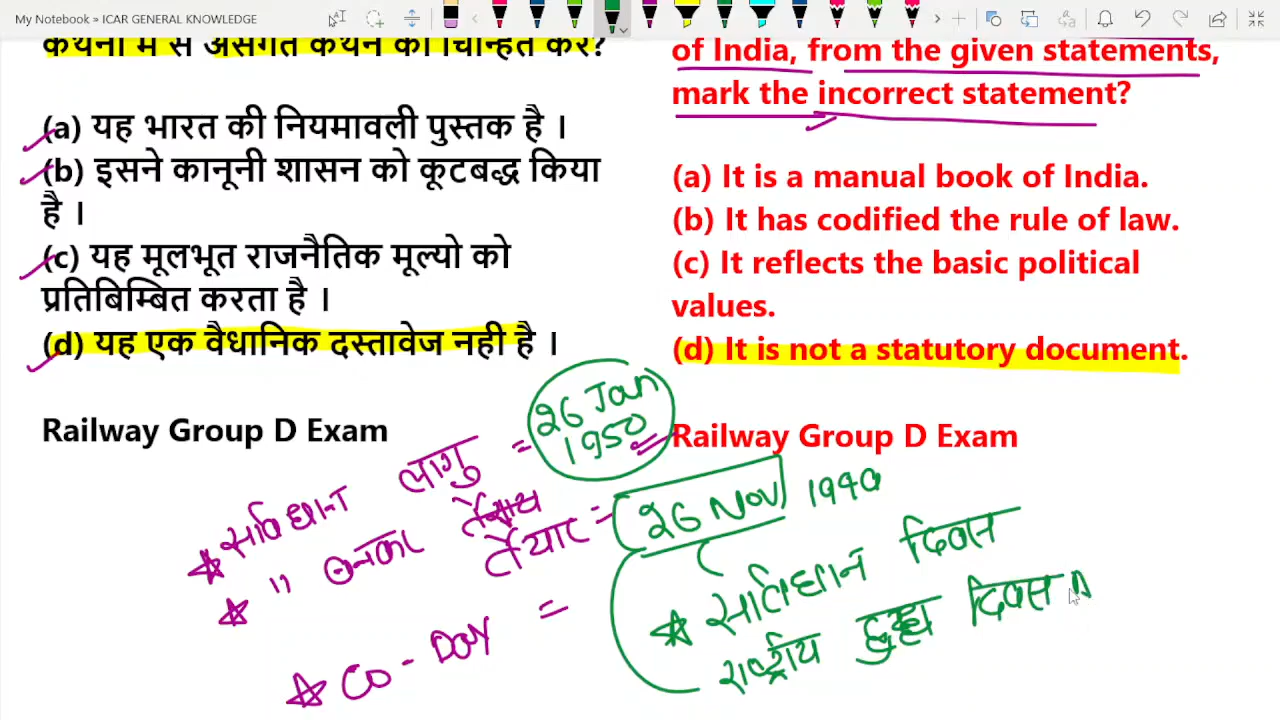 My Notebook » ICAR GENERAL KNOWLEDGE
कथनो में से असंगत कथन को चिन्हित करे?
(a) यह भारत की नियमावली पुस्तक है ।
(b) इसने कानूनी शासन को कूटबद्ध किया
है ।
(c) यह मूलभूत राजनैतिक मूल्यो को
प्रतिबिम्बित करता है ।
(d) यह एक वैधानिक दस्तावेज नही है ।
Railway Group D Exam
of India, from the given statements,
mark the incorrect statement?
(a) It is a manual book of India.
(b) It has codified the rule of law.
(c) It reflects the basic political
values.
(d) It is not a statutory document.
Railway Group D Exam
संविधान लागु = 26 Jan
1950
" बनकर तैयार = 26 Nov 1949
Co - Day =
संविधान दिवस
राष्ट्रीय दुग्ध दिवस